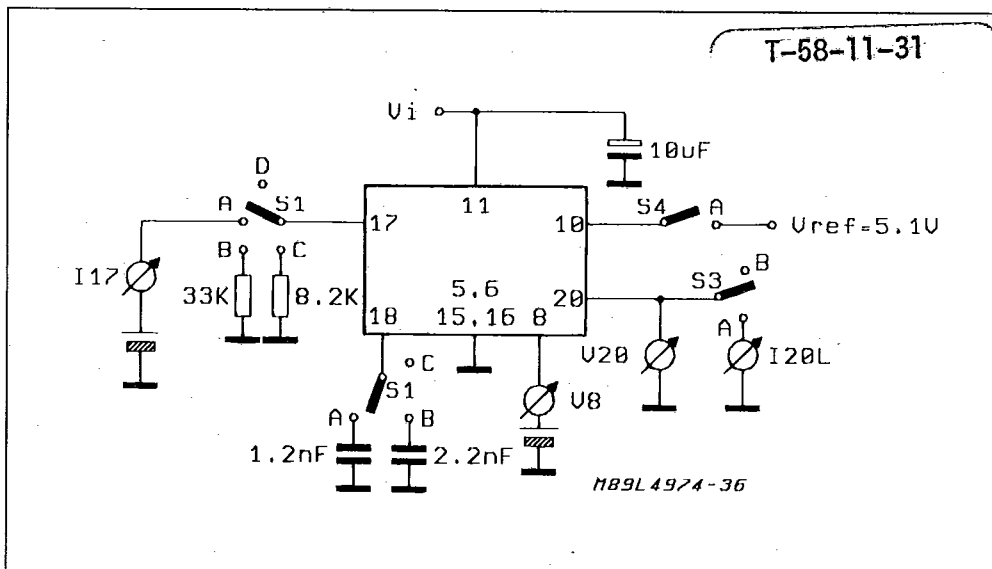 T-58-11-31
Vi
10uF
D
A
S1
17
11
10
S4
A
Vref=5.1V
B
C
I17
33K
8.2K
5.6
15.16
8
18
20
S3
B
A
V20
I20L
C
S1
A
B
V8
1.2nF
2.2nF
M89L4974-36